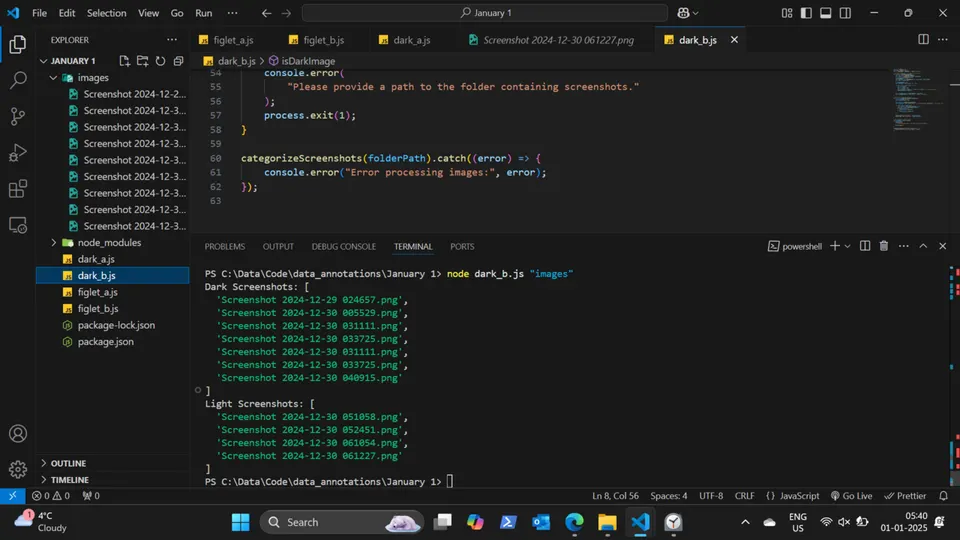 File Edit Selection View Go Run ··· January 1
EXPLORER ···
JANUARY 1
images
Screenshot 2024-12-2...
Screenshot 2024-12-3...
Screenshot 2024-12-3...
Screenshot 2024-12-3...
Screenshot 2024-12-3...
Screenshot 2024-12-3...
Screenshot 2024-12-3...
Screenshot 2024-12-3...
Screenshot 2024-12-3...
node_modules
dark_a.js
dark_b.js
figlet_a.js
figlet_b.js
package-lock.json
package.json
OUTLINE
TIMELINE
figlet_a.js figlet_b.js dark_a.js Screenshot 2024-12-30 061227.png dark_b.js
dark_b.js > isDarkImage
54 console.error(
55 "Please provide a path to the folder containing screenshots."
56 );
57 process.exit(1);
58 }
59
60 categorizeScreenshots(folderPath).catch((error) => {
61 console.error("Error processing images:", error);
62 });
63
PROBLEMS OUTPUT DEBUG CONSOLE TERMINAL PORTS powershell
PS C:\Data\Code\data_annotations\January 1> node dark_b.js "images"
Dark Screenshots: [
'Screenshot 2024-12-29 024657.png',
'Screenshot 2024-12-30 005529.png',
'Screenshot 2024-12-30 031111.png',
'Screenshot 2024-12-30 033725.png',
'Screenshot 2024-12-30 031111.png',
'Screenshot 2024-12-30 033725.png',
'Screenshot 2024-12-30 040915.png'
]
Light Screenshots: [
'Screenshot 2024-12-30 051058.png',
'Screenshot 2024-12-30 052451.png',
'Screenshot 2024-12-30 061054.png',
'Screenshot 2024-12-30 061227.png'
]
PS C:\Data\Code\data_annotations\January 1>
0 0 0 Ln 8, Col 56 Spaces: 4 UTF-8 CRLF {} JavaScript Go Live Prettier
1
4°C
Cloudy
Search
ENG
US
05:40
01-01-2025